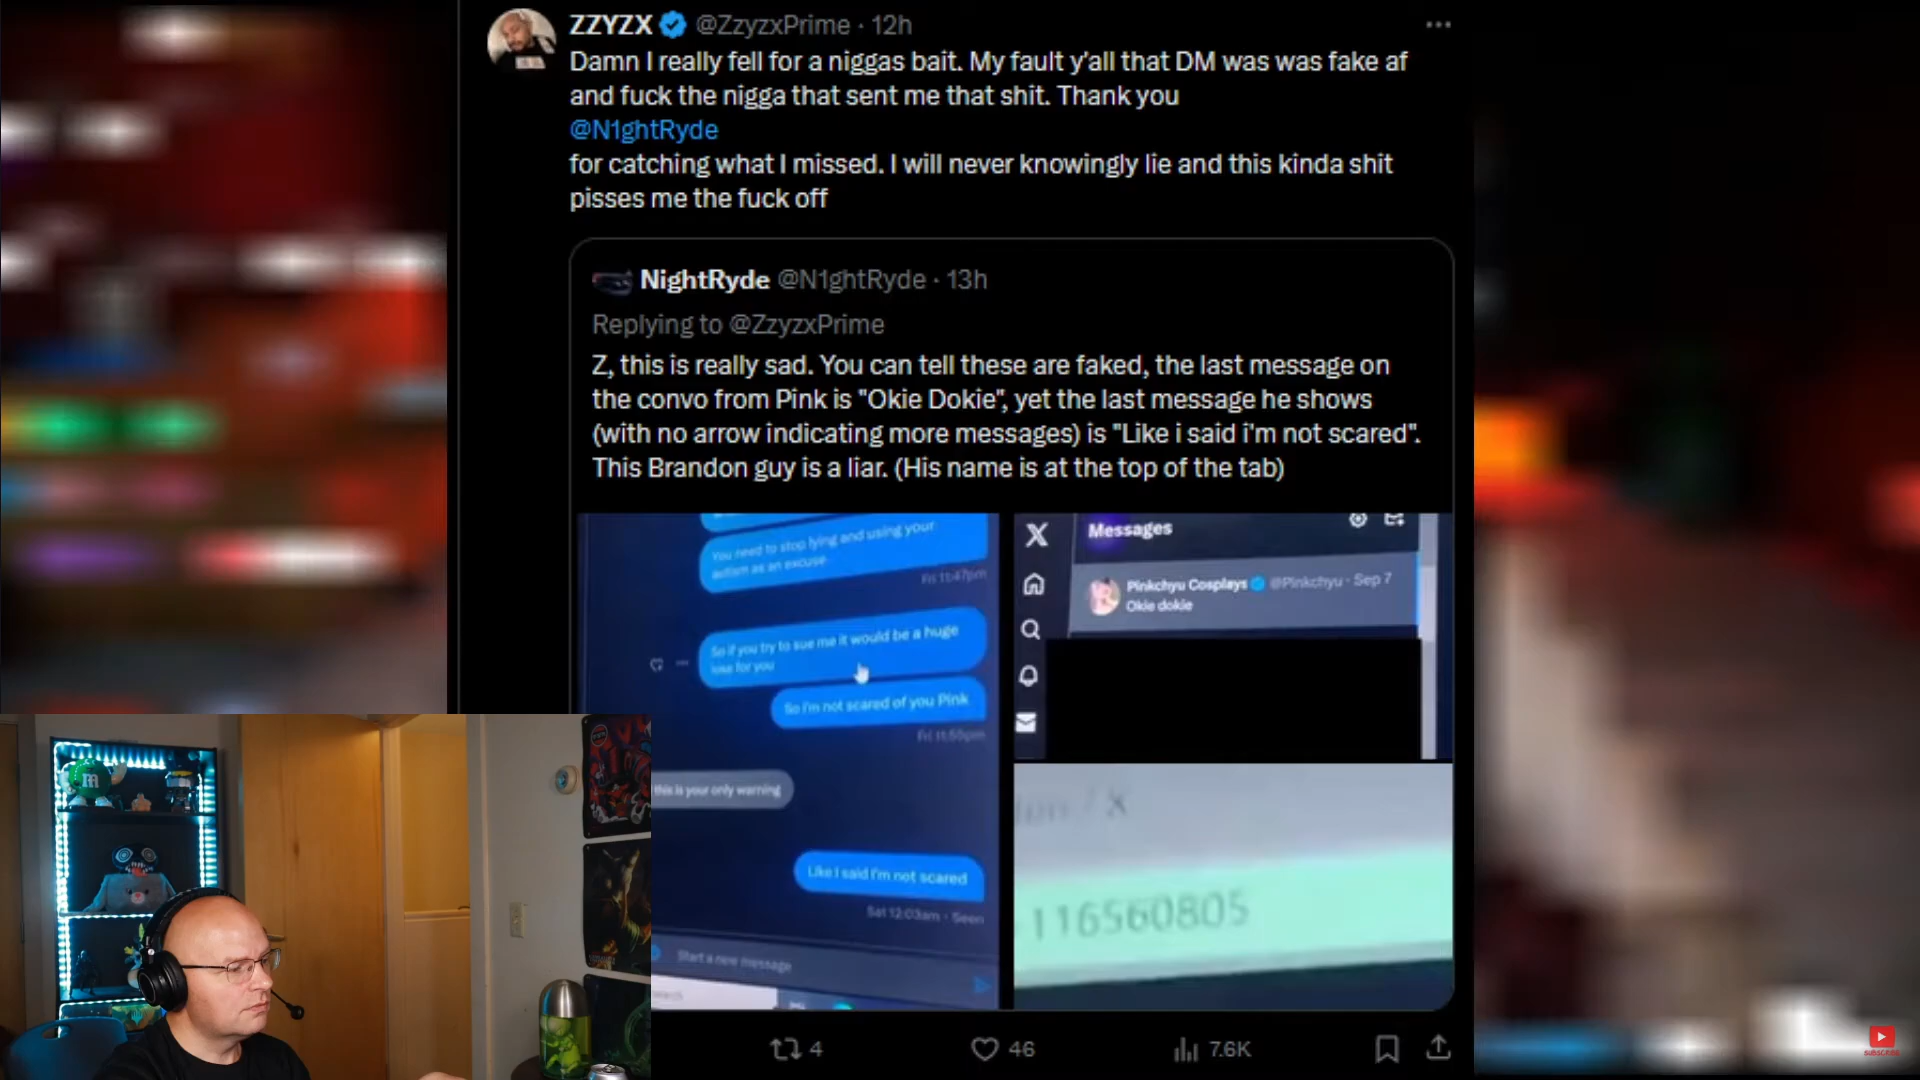 ZZYZX @ZzyzxPrime · 12h
Damn I really fell for a niggas bait. My fault y'all that DM was was fake af
and fuck the nigga that sent me that shit. Thank you
@N1ghtRyde
for catching what I missed. I will never knowingly lie and this kinda shit
pisses me the fuck off
NightRyde @N1ghtRyde · 13h
Replying to @ZzyzxPrime
Z, this is really sad. You can tell these are faked, the last message on
the convo from Pink is "Okie Dokie", yet the last message he shows
(with no arrow indicating more messages) is "Like i said i'm not scared".
This Brandon guy is a liar. (His name is at the top of the tab)
You need to stop lying and using your
autism as an excuse
Fri 11:47pm
So if you try to sue me it would be a huge
lose for you
So I'm not scared of you Pink
Fri 11:55pm
this is your only warning
Like I said I'm not scared
Sat 12:03am · Seen
Start a new message
Messages
Pinkchyu Cosplays @Pinkchyu · Sep 7
Okie dokie
/ X
116560805
4
46
7.6K
SUBSCRIBE